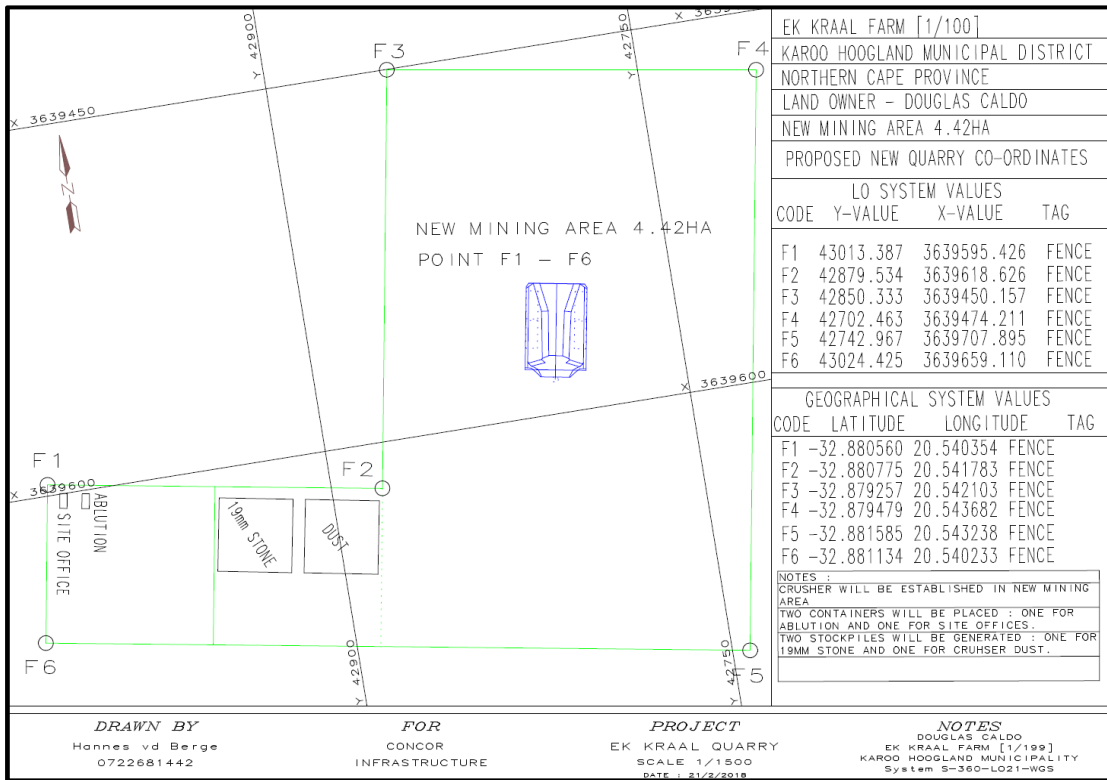 EK KRAAL FARM [1/100]
KAROO HOOGLAND MUNICIPAL DISTRICT
NORTHERN CAPE PROVINCE
LAND OWNER - DOUGLAS CALDO
NEW MINING AREA 4.42HA
PROPOSED NEW QUARRY CO-ORDINATES
LO SYSTEM VALUES
CODE Y-VALUE X-VALUE TAG
F1 43013.387 3639595.426 FENCE
F2 42879.534 3639618.626 FENCE
F3 42850.333 3639450.157 FENCE
F4 42702.463 3639474.211 FENCE
F5 42742.967 3639707.895 FENCE
F6 43024.425 3639659.110 FENCE
GEOGRAPHICAL SYSTEM VALUES
CODE LATITUDE LONGITUDE TAG
F1 -32.880560 20.540354 FENCE
F2 -32.880775 20.541783 FENCE
F3 -32.879257 20.542103 FENCE
F4 -32.879479 20.543682 FENCE
F5 -32.881585 20.543238 FENCE
F6 -32.881134 20.540233 FENCE
NOTES :
CRUSHER WILL BE ESTABLISHED IN NEW MINING
AREA
TWO CONTAINERS WILL BE PLACED : ONE FOR
ABLUTION AND ONE FOR SITE OFFICES.
TWO STOCKPILES WILL BE GENERATED : ONE FOR
19MM STONE AND ONE FOR CRUHSER DUST.
Y 42900
Y 42750
F3
F4
X 3639450
N
NEW MINING AREA 4.42HA
POINT F1 - F6
X 3639600
F1
F2
X 3639600
ABLUTION
SITE OFFICE
19mm STONE
DUST
F6
Y 42900
Y 42750
F5
DRAWN BY
Hannes vd Berge
0722681442
FOR
CONCOR
INFRASTRUCTURE
PROJECT
EK KRAAL QUARRY
SCALE 1/1500
DATE : 21/2/2018
NOTES
DOUGLAS CALDO
EK KRAAL FARM [1/199]
KAROO HOOGLAND MUNICIPALITY
System S-360-LO21-WGS